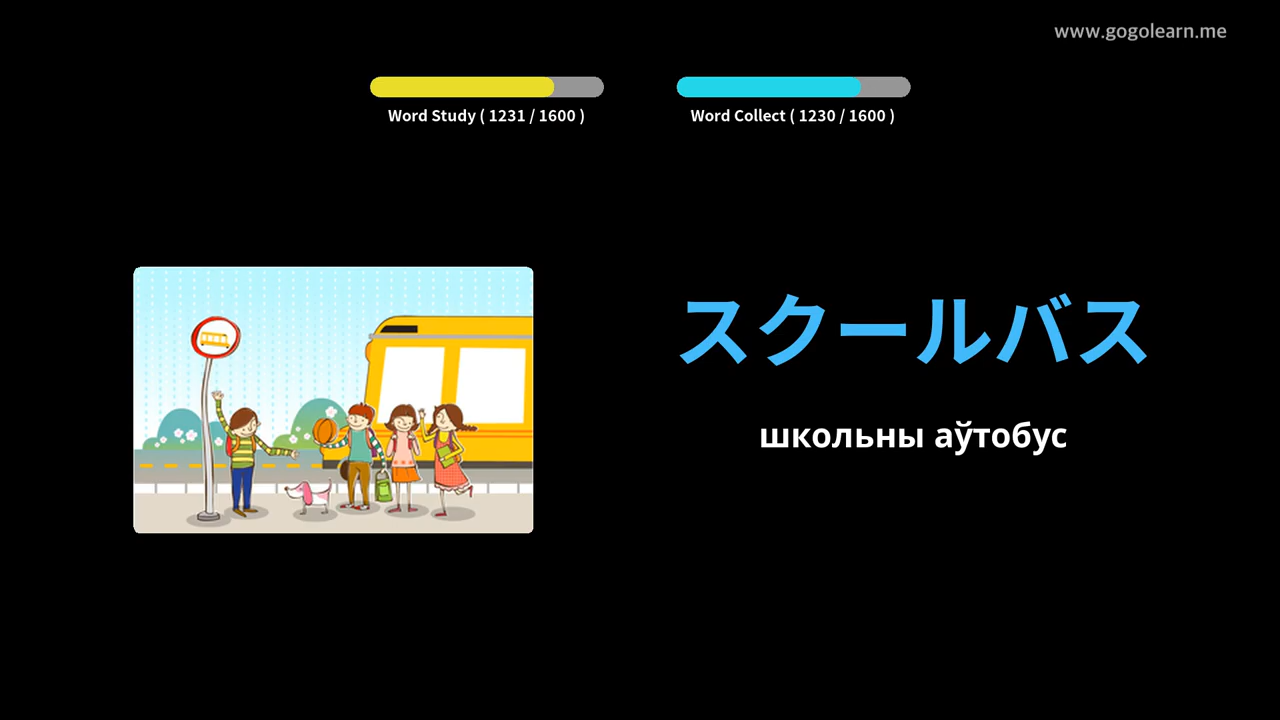 www.gogolearn.me
Word Study ( 1231 / 1600 )
Word Collect ( 1230 / 1600 )
スクールバス
школьны аўтобус